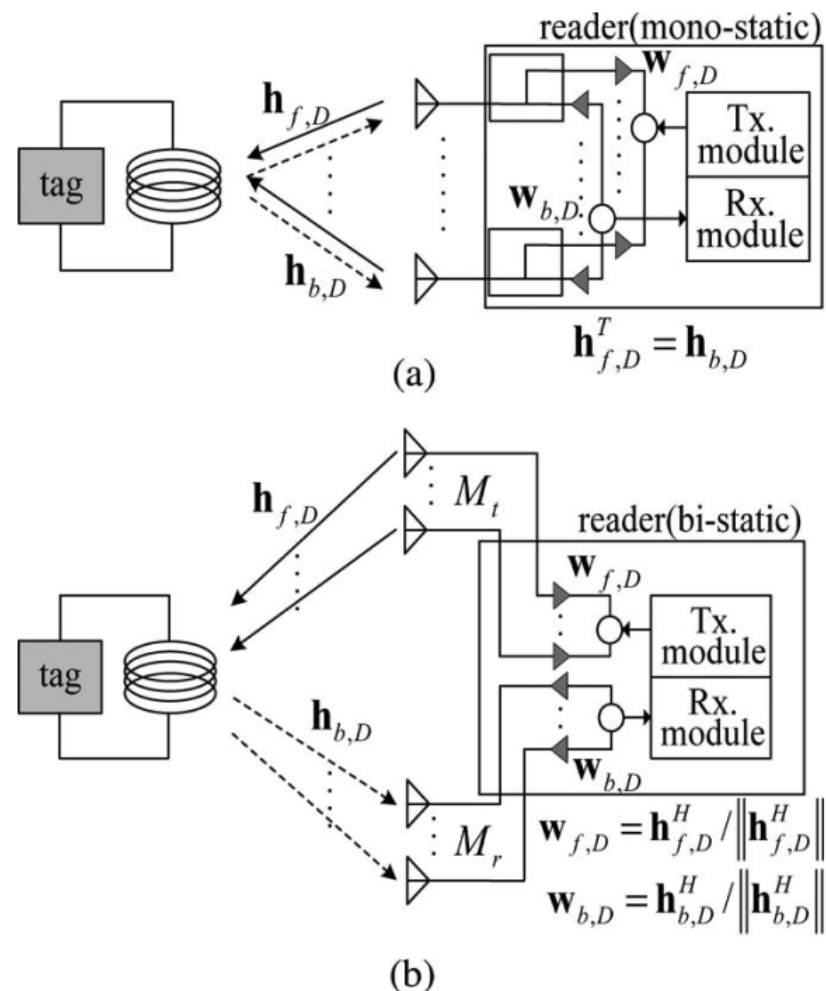 reader(mono-static)
h_{f,D}
w_{f,D}
Tx.
module
tag
w_{b,D}
Rx.
module
h_{b,D}
h^T_{f,D} = h_{b,D}
(a)
h_{f,D}
M_t
reader(bi-static)
w_{f,D}
Tx.
module
tag
h_{b,D}
Rx.
module
w_{b,D}
M_r
w_{f,D} = h^H_{f,D} / ‖h^H_{f,D}‖
w_{b,D} = h^H_{b,D} / ‖h^H_{b,D}‖
(b)